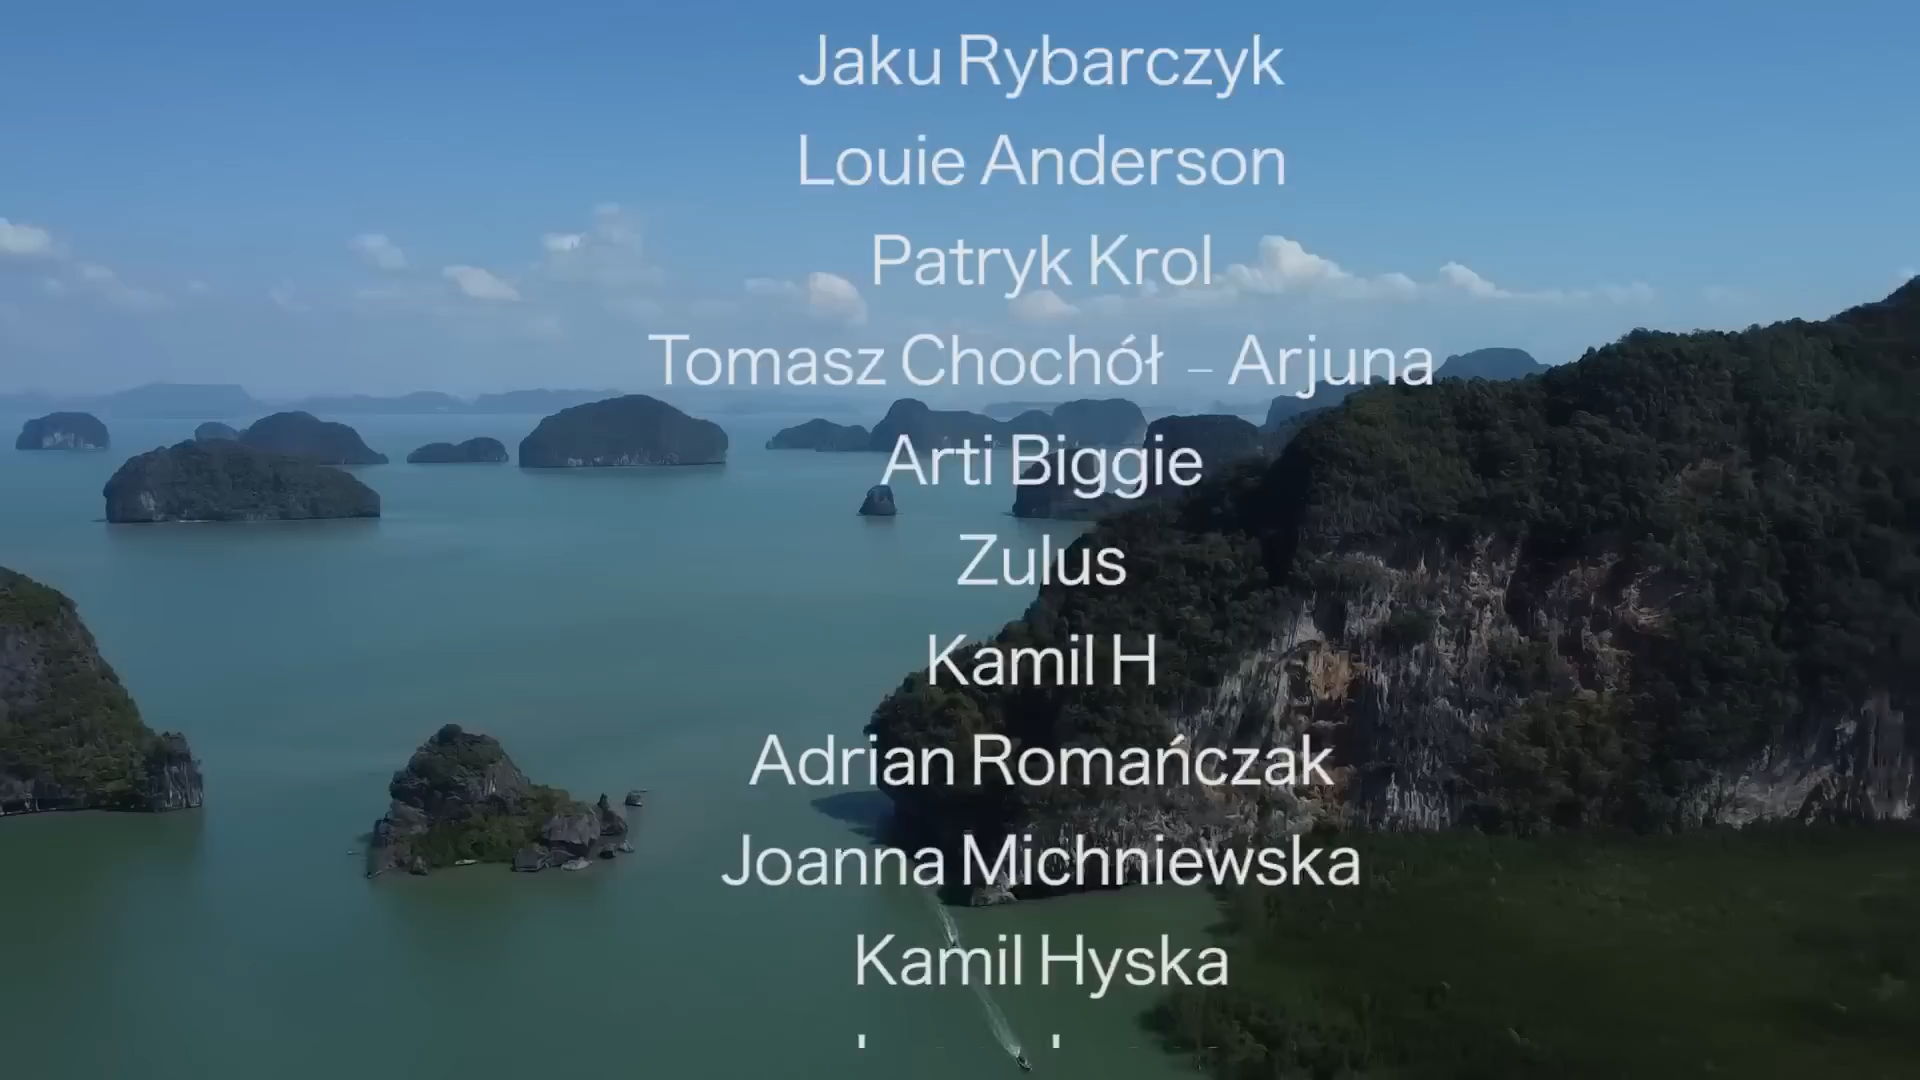 Jaku Rybarczyk
Louie Anderson
Patryk Krol
Tomasz Chochół – Arjuna
Arti Biggie
Zulus
Kamil H
Adrian Romańczak
Joanna Michniewska
Kamil Hyska